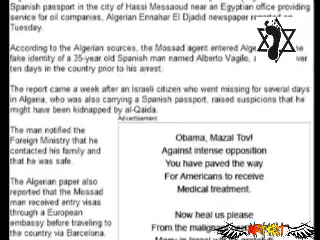 Spanish passport in the city of Hassi Messaoud near an Egyptian office providing
service for oil companies, Algerian Ennahar El Djadid newspaper
Tuesday.
According to the Algerian sources, the Mossad agent entered
fake identity of a 35-year old Spanish man named Alberto Vagilo,
ten days in the country prior to his arrest.
The report came a week after an Israeli citizen who went missing for several days
in Algaria, who was also carrying a Spanish passport, raised suspicions that he
might have been kidnapped by al-Qaida.
Advertisement
The man notified the
Foreign Ministry that he
contacted his family and
that he was safe.
The Algerian paper also
reported that the Mossad
man received entry visas
through a European
embassy before traveling to
the country via Barcelona.
Obama, Mazal Tov!
Against intense opposition
You have paved the way
For Americans to receive
Medical treatment.
Now heal us please
From the